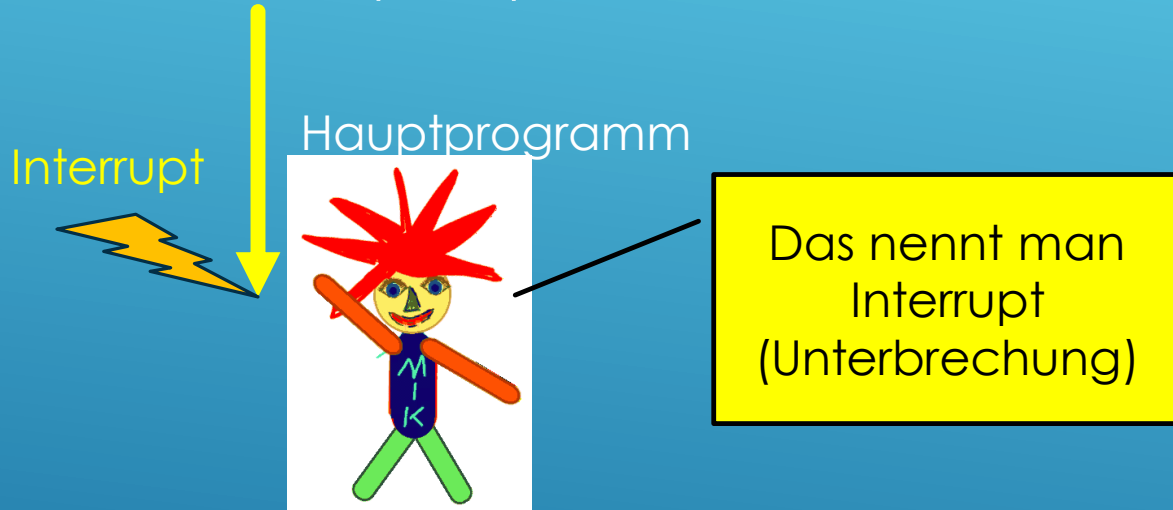 Hauptprogramm
Interrupt
Das nennt man
Interrupt
(Unterbrechung)
MIK